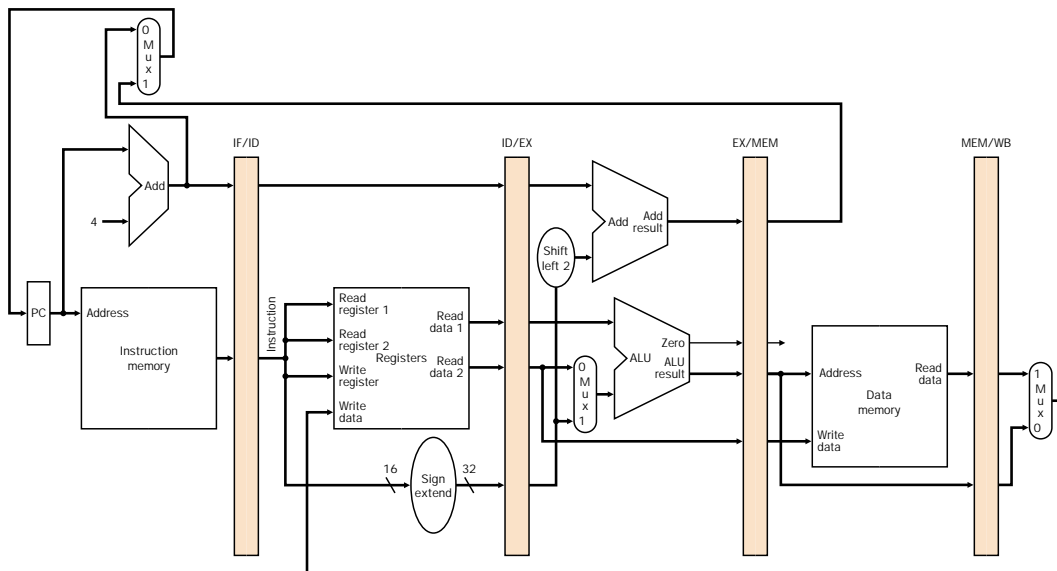 0
M
u
x
1
IF/ID
ID/EX
EX/MEM
MEM/WB
Add
4
Add
Add
result
Shift
left 2
PC
Address
Instruction
memory
Instruction
Read
register 1
Read
register 2
Write
register
Write
data
Registers
Read
data 1
Read
data 2
16
Sign
extend
32
0
M
u
x
1
ALU
Zero
ALU
result
Address
Write
data
Data
memory
Read
data
1
M
u
x
0